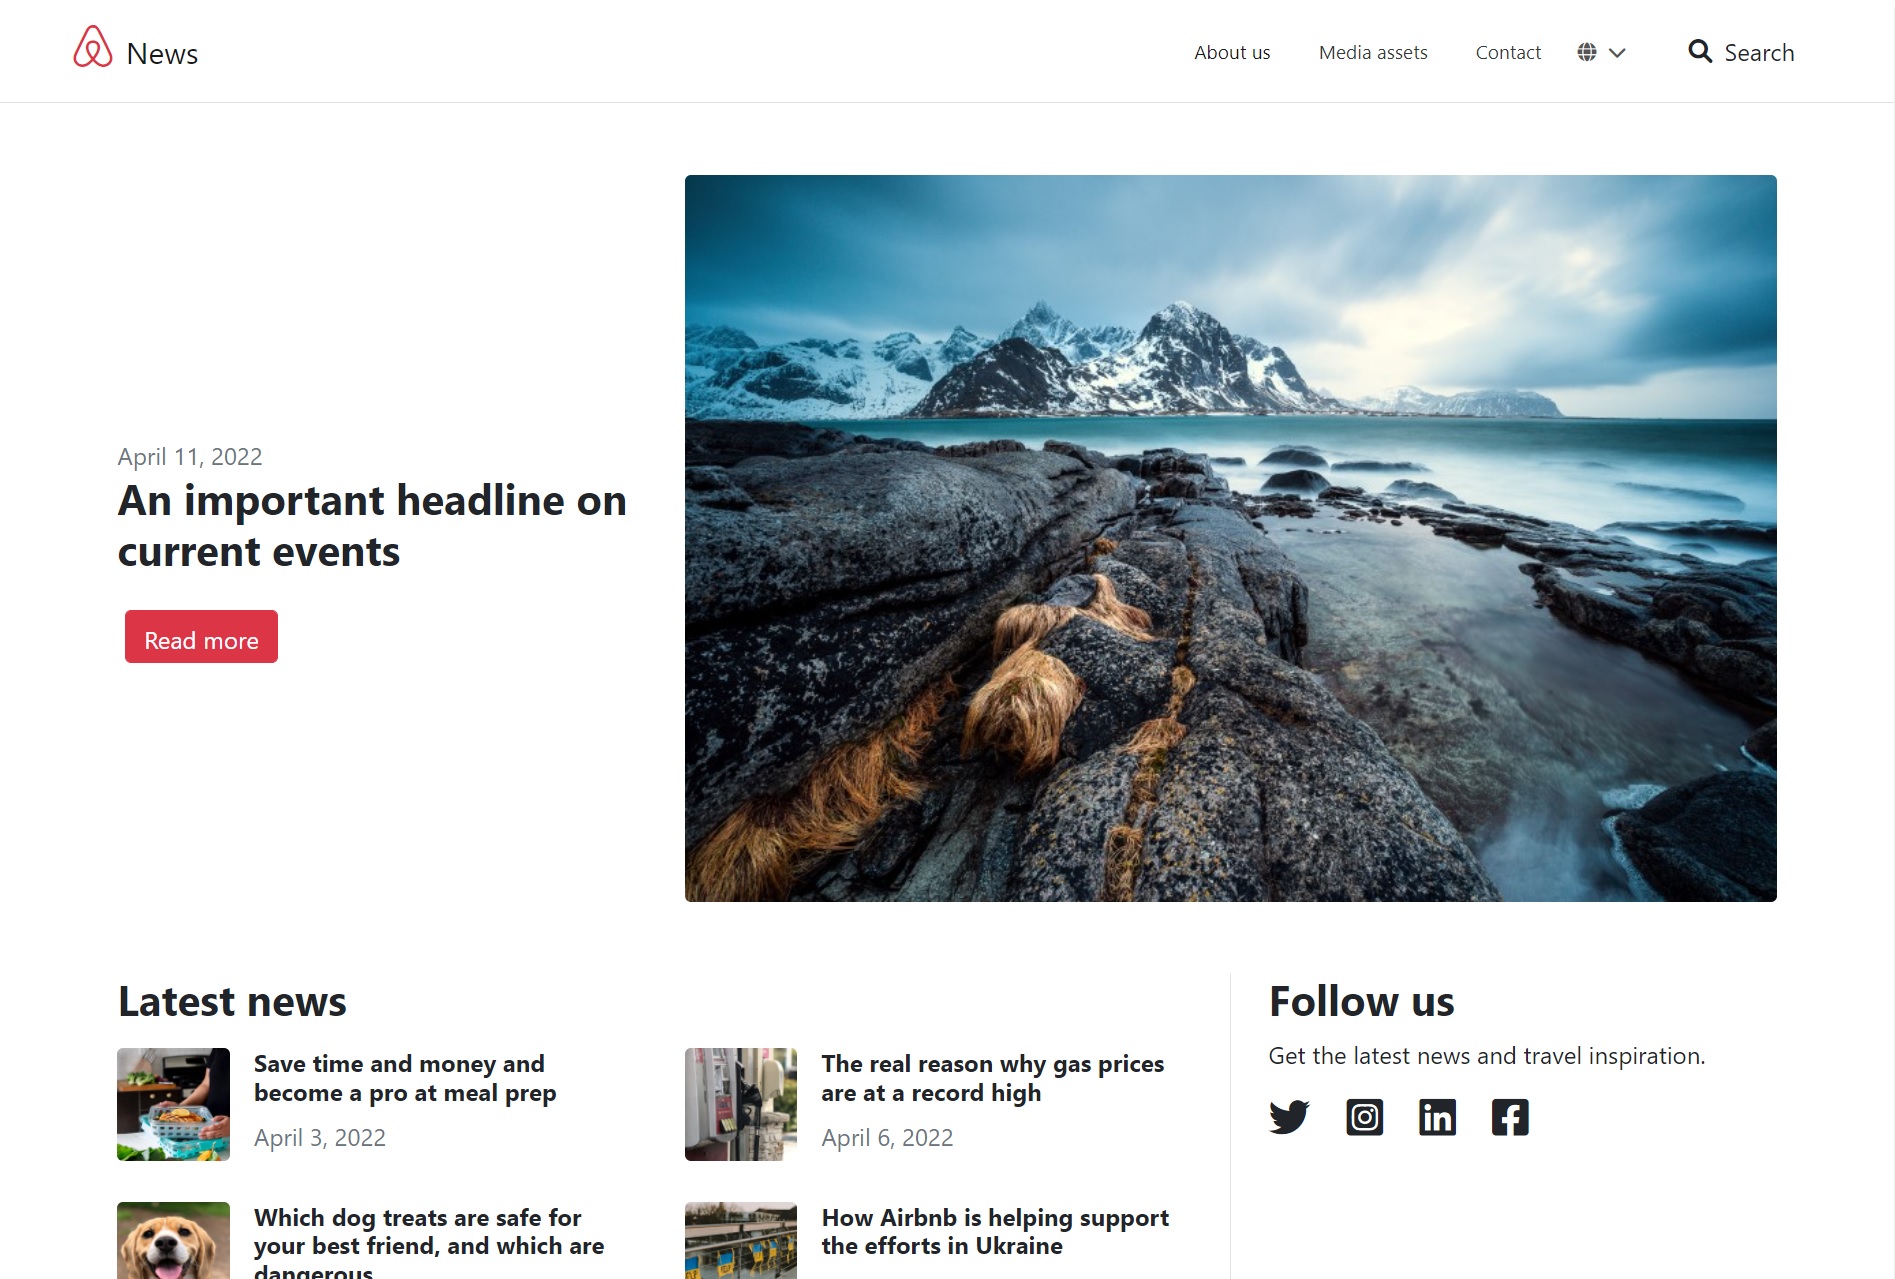 News
About us
Media assets
Contact
Search
April 11, 2022
An important headline on
current events
Read more
Latest news
Save time and money and
become a pro at meal prep
April 3, 2022
The real reason why gas prices
are at a record high
April 6, 2022
Which dog treats are safe for
your best friend, and which are
dangerous
How Airbnb is helping support
the efforts in Ukraine
Follow us
Get the latest news and travel inspiration.